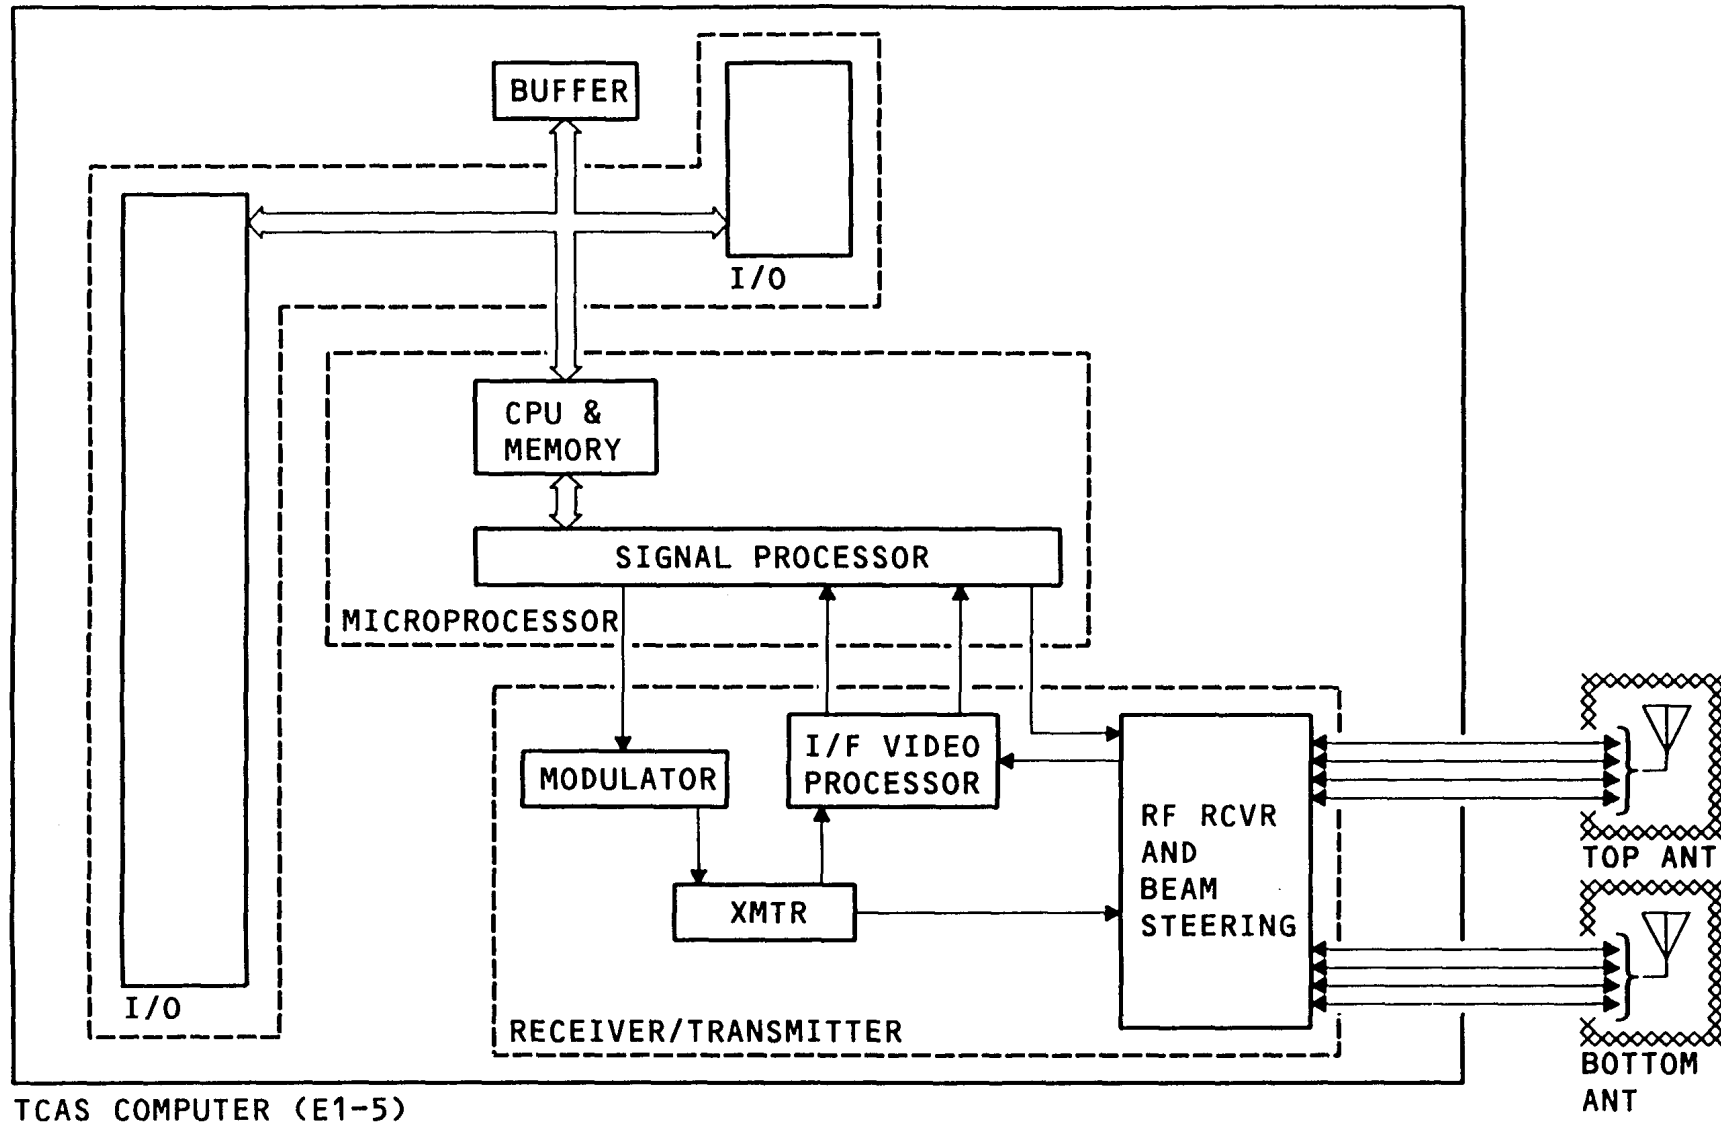 BUFFER
I/O
CPU &
MEMORY
SIGNAL PROCESSOR
MICROPROCESSOR
I/F VIDEO
PROCESSOR
MODULATOR
RF RCVR
AND
BEAM
STEERING
XMTR
TOP ANT
I/O
RECEIVER/TRANSMITTER
BOTTOM
ANT
TCAS COMPUTER (E1-5)